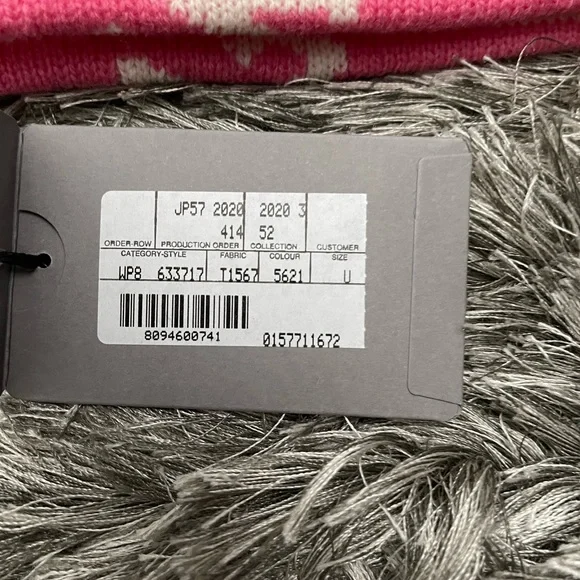 JP57 2020 2020 3
414 52
ORDER-ROW PRODUCTION ORDER COLLECTION CUSTOMER
CATEGORY-STYLE FABRIC COLOUR SIZE
WP8 633717 T1567 5621 U
8094600741 0157711672